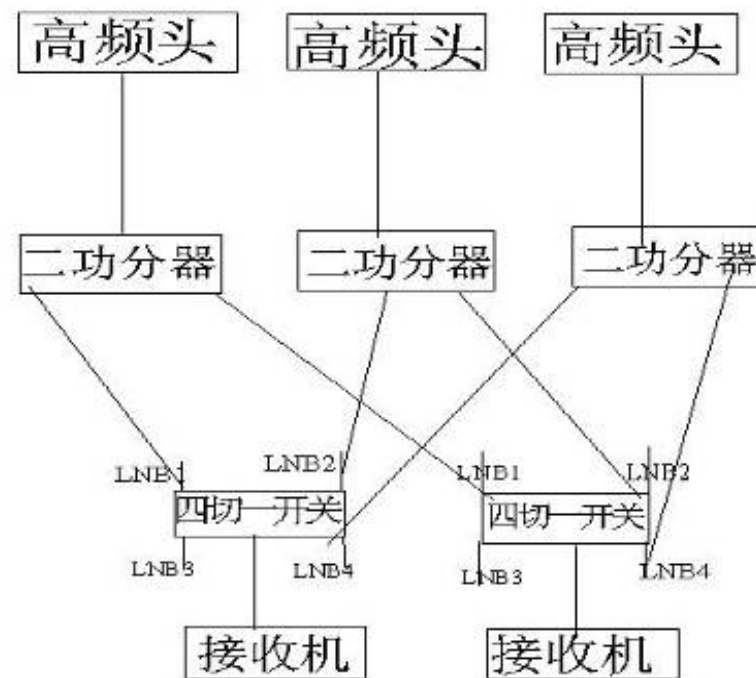 高频头 高频头 高频头
二功分器 二功分器 二功分器
LNB1 LNB2 LNB1 LNB2
四切一开关 四切一开关
LNB3 LNB4 LNB3 LNB4
接收机 接收机